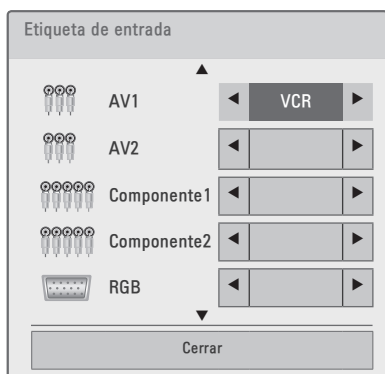 Etiqueta de entrada
AV1 VCR
AV2
Componente1
Componente2
RGB
Cerrar